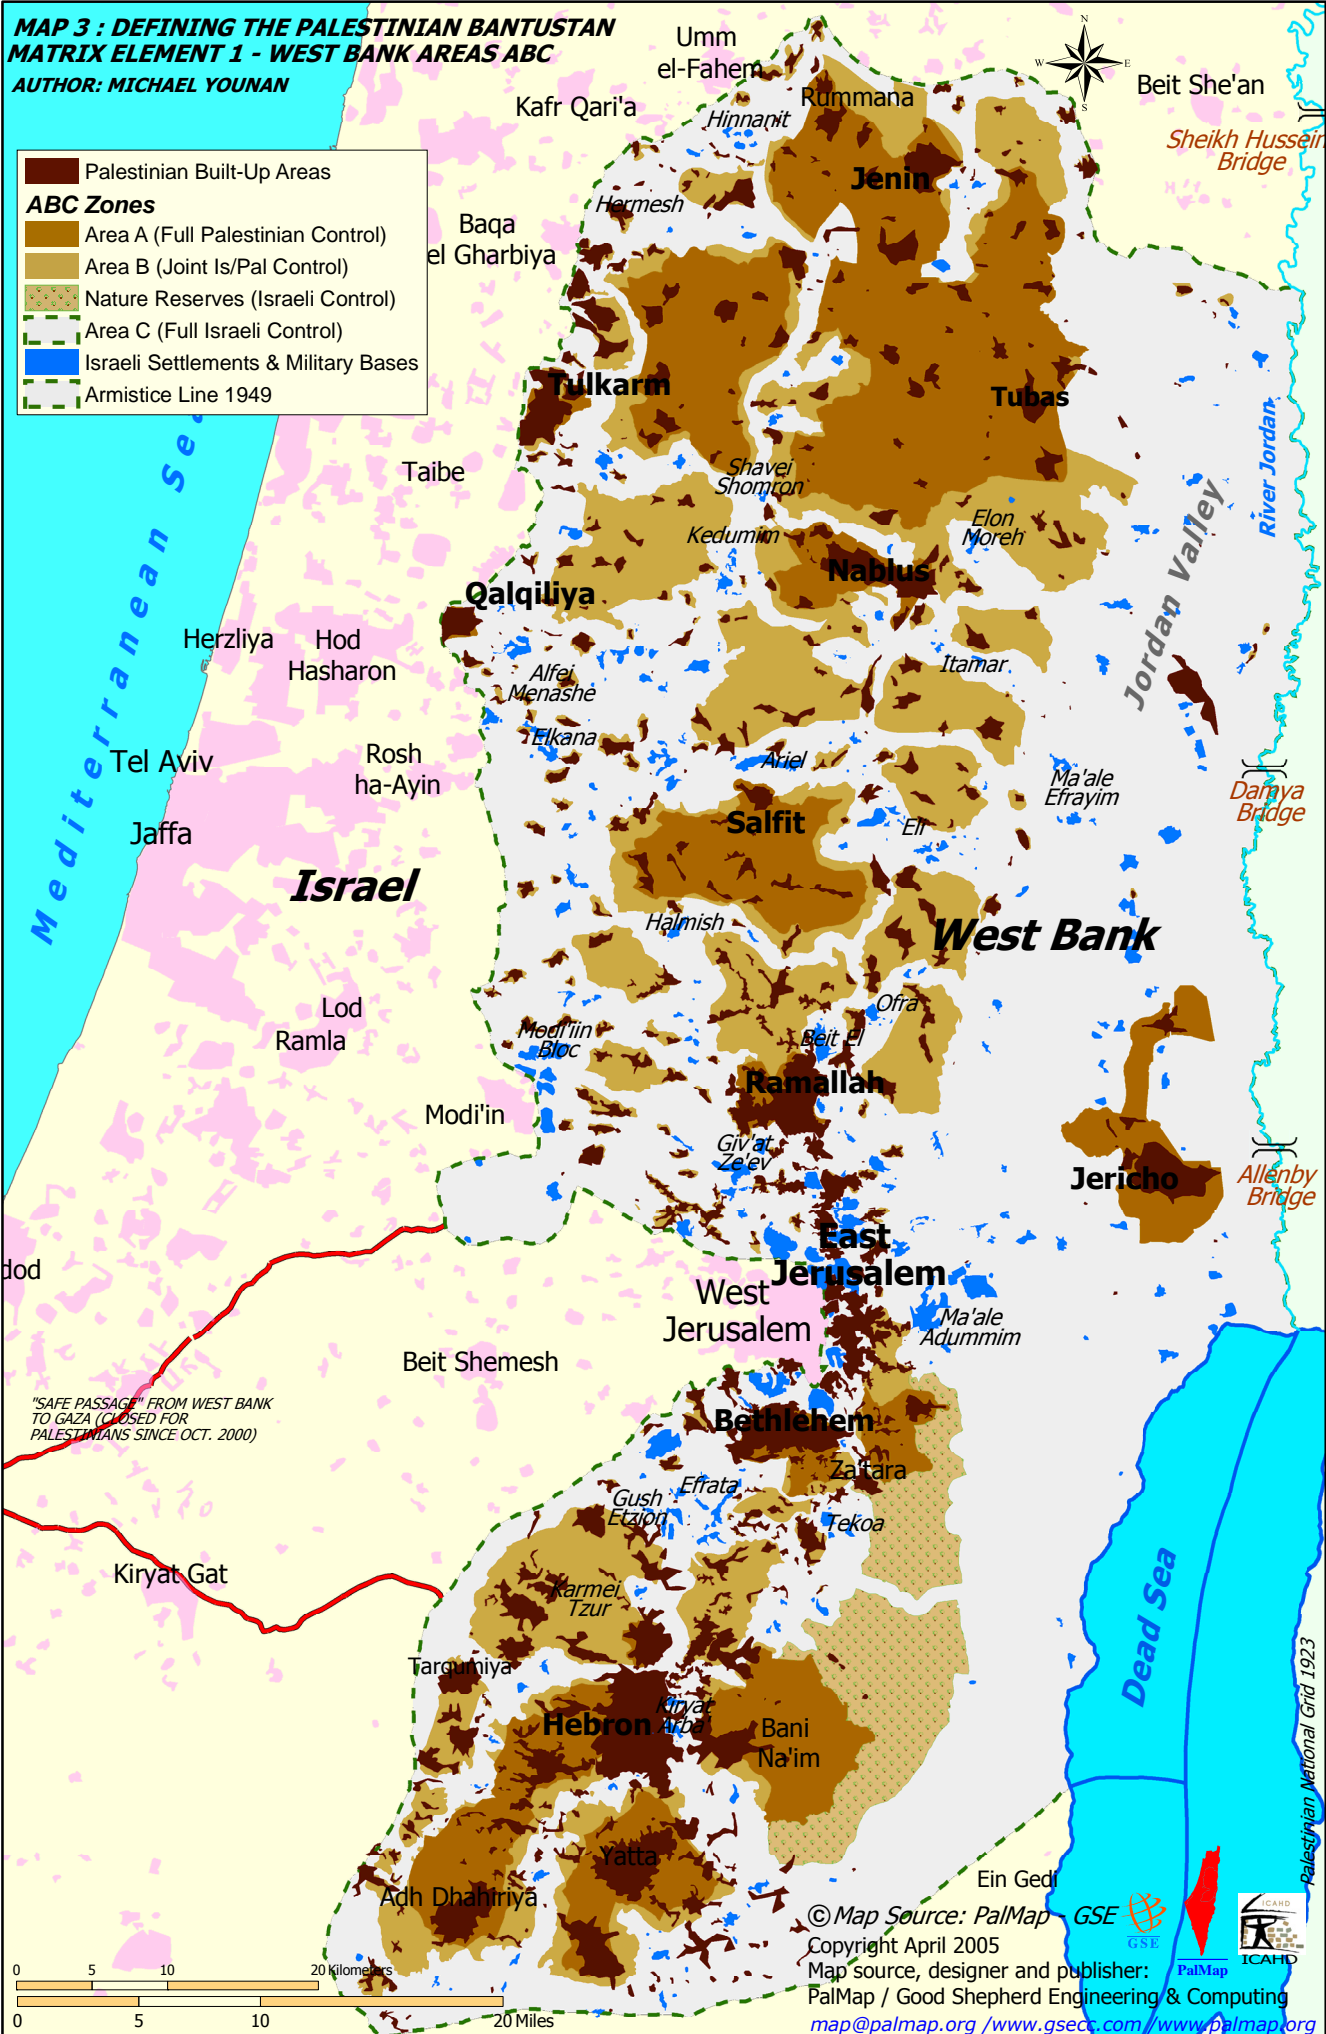 MAP 3 : DEFINING THE PALESTINIAN BANTUSTAN
MATRIX ELEMENT 1 - WEST BANK AREAS ABC
AUTHOR: MICHAEL YOUNAN
Palestinian Built-Up Areas
ABC Zones
Area A (Full Palestinian Control)
Area B (Joint Is/Pal Control)
Nature Reserves (Israeli Control)
Area C (Full Israeli Control)
Israeli Settlements & Military Bases
Armistice Line 1949
N
W
E
S
Umm
el-Fahem
Beit She'an
Kafr Qari'a
Rummana
Hinnanit
Sheikh Hussein
Bridge
Jenin
Hermesh
Baqa
el Gharbiya
Tulkarm
Tubas
Mediterranean Sea
River Jordan
Taibe
Shavei
Shomron
Jordan Valley
Kedumim
Elon
Moreh
Nablus
Qalqiliya
Herzliya
Hod
Hasharon
Itamar
Alfei
Menashe
Elkana
Ariel
Tel Aviv
Rosh
ha-Ayin
Ma'ale
Efrayim
Damya
Bridge
Jaffa
Salfit
Eli
Israel
Halmish
West Bank
Lod
Ramla
Ofra
Modi'iin
Bloc
Beit El
Ramallah
Modi'in
Giv'at
Ze'ev
Jericho
Allenby
Bridge
East
Jerusalem
dod
West
Jerusalem
Ma'ale
Adummim
Beit Shemesh
"SAFE PASSAGE" FROM WEST BANK
TO GAZA (CLOSED FOR
PALESTINIANS SINCE OCT. 2000)
Bethlehem
Za'tara
Efrata
Gush
Etzion
Tekoa
Kiryat Gat
Karmei
Tzur
Dead Sea
Tarqumiya
Kiryat
Arba'
Hebron
Bani
Na'im
Palestinian National Grid 1923
Yatta
Ein Gedi
Adh Dhahiriya
© Map Source: PalMap - GSE
Copyright April 2005
Map source, designer and publisher:
PalMap / Good Shepherd Engineering & Computing
map@palmap.org /www.gsecc.com /www.palmap.org
GSE
PalMap
ICAHD
ICAHD
0 5 10 20 Kilometers
0 5 10 20 Miles